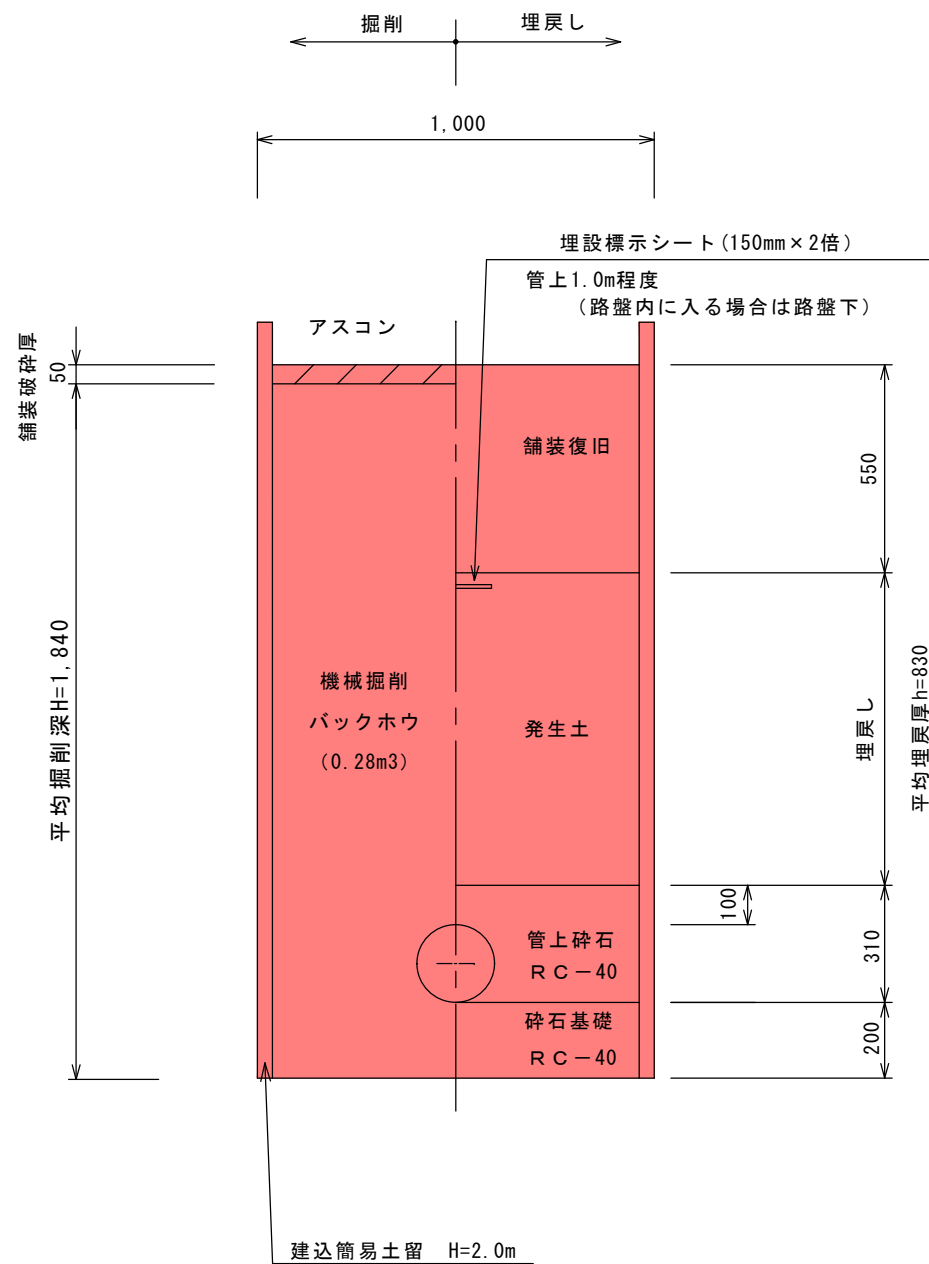 掘削
埋戻し
1,000
埋設標示シート(150mm×2倍)
管上1.0m程度
(路盤内に入る場合は路盤下)
アスコン
舗装破砕厚
50
舗装復旧
550
平均掘削深H=1,840
機械掘削
バックホウ
(0.28m3)
発生土
埋戻し
平均埋戻厚h=830
100
管上砕石
RC-40
310
砕石基礎
RC-40
200
建込簡易土留 H=2.0m